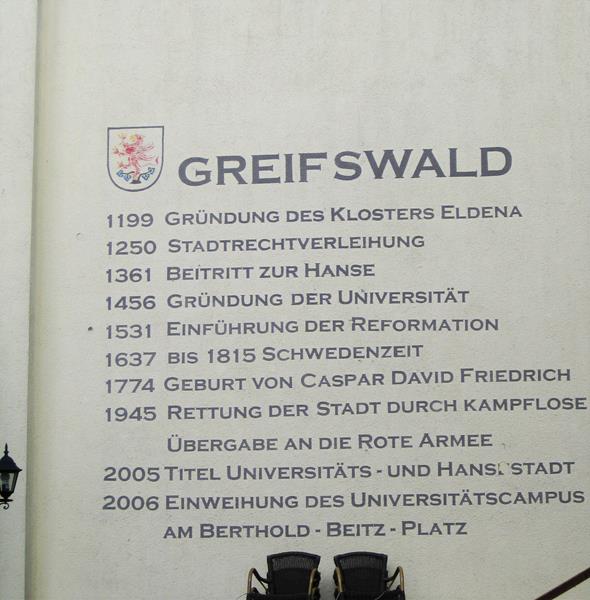 GREIFSWALD
1199 GRÜNDUNG DES KLOSTERS ELDENA
1250 STADTRECHTVERLEIHUNG
1361 BEITRITT ZUR HANSE
1456 GRÜNDUNG DER UNIVERSITÄT
1531 EINFÜHRUNG DER REFORMATION
1637 BIS 1815 SCHWEDENZEIT
1774 GEBURT VON CASPAR DAVID FRIEDRICH
1945 RETTUNG DER STADT DURCH KAMPFLOSE
ÜBERGABE AN DIE ROTE ARMEE
2005 TITEL UNIVERSITÄTS - UND HANSESTADT
2006 EINWEIHUNG DES UNIVERSITÄTSCAMPUS
AM BERTHOLD - BEITZ - PLATZ